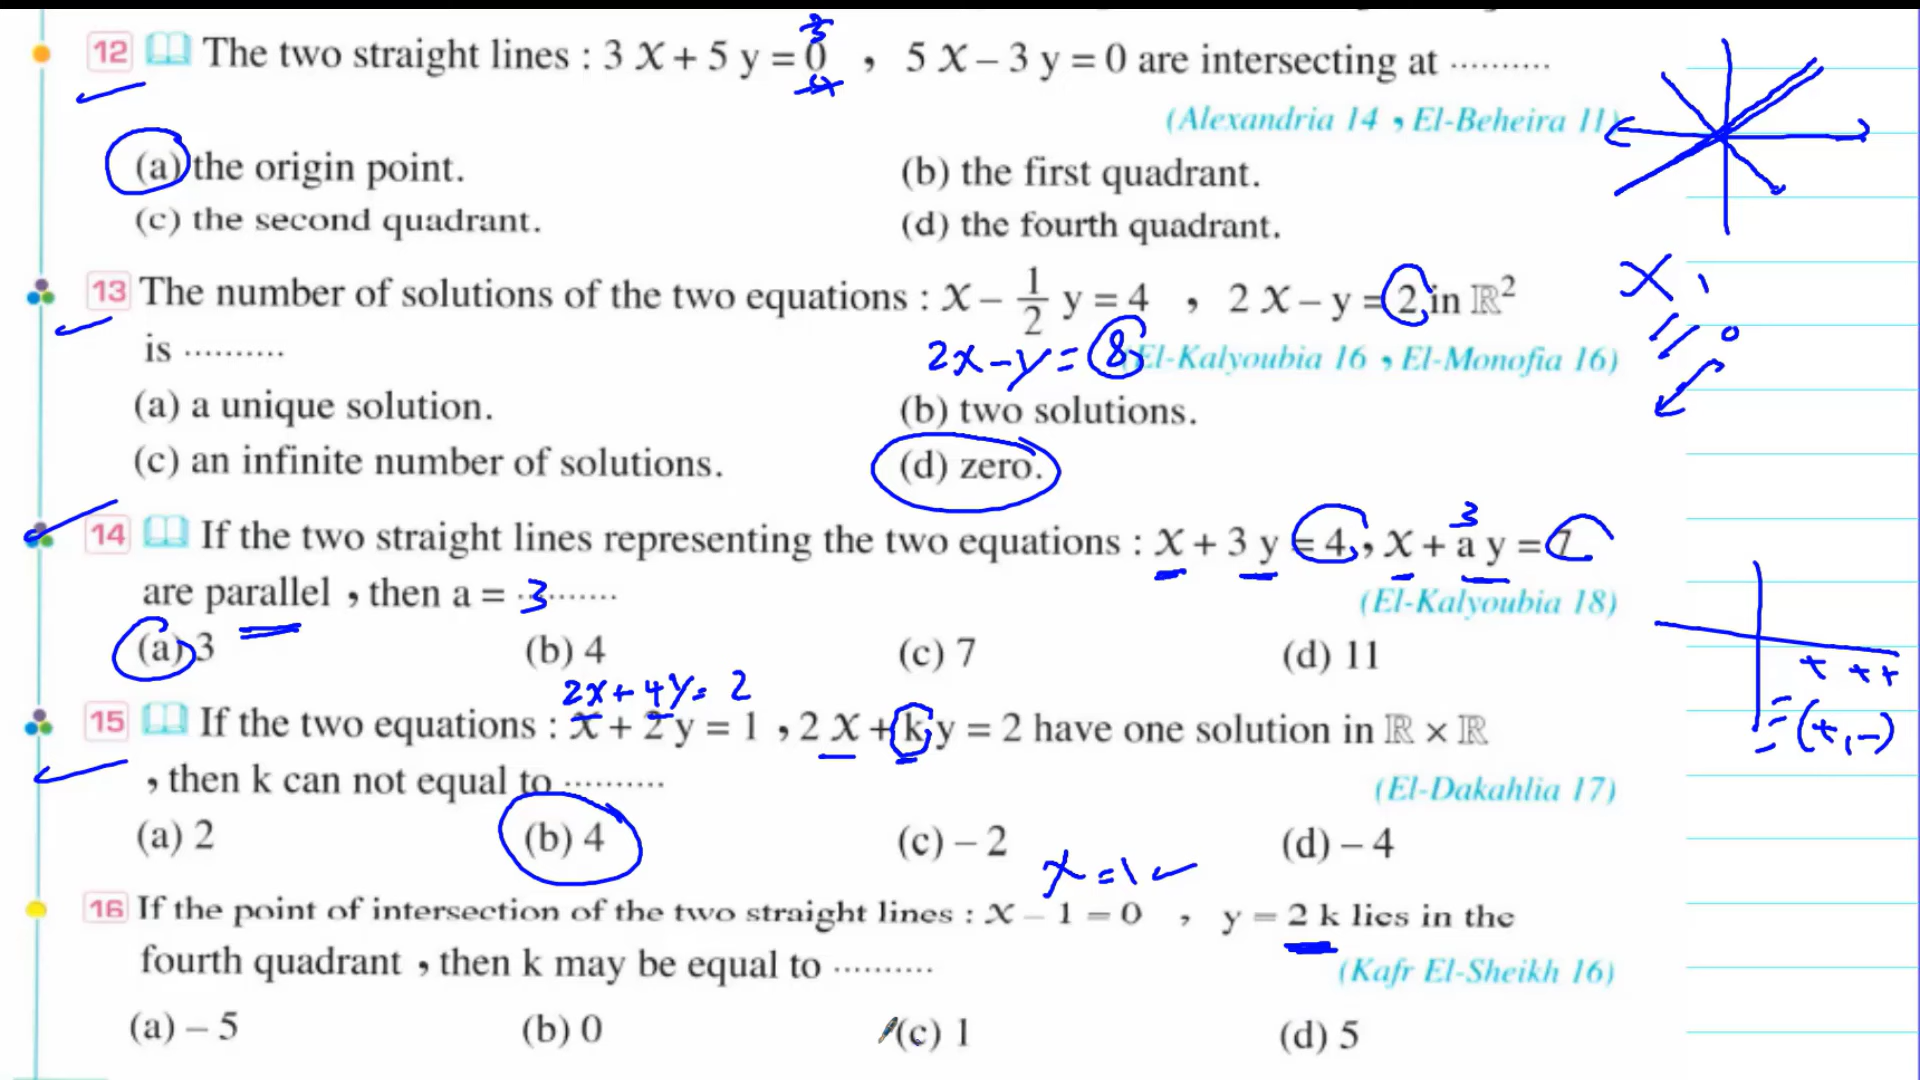 3
12 The two straight lines : 3 x + 5 y = 0 , 5 x – 3 y = 0 are intersecting at ..........
(Alexandria 14 , El-Beheira 11)
(a) the origin point. (b) the first quadrant.
(c) the second quadrant. (d) the fourth quadrant.
x 1
13 The number of solutions of the two equations : x – 1/2 y = 4 , 2 x – y = 2 in ℝ²
// 0
is ..........
2x – y = 8 (El-Kalyoubia 16 , El-Monofia 16)
(a) a unique solution. (b) two solutions.
(c) an infinite number of solutions. (d) zero.
3
14 If the two straight lines representing the two equations : x + 3 y = 4 , x + a y = 7
are parallel , then a = 3 ..........
(El-Kalyoubia 18)
(a) 3 (b) 4 (c) 7 (d) 11
2x + 4y = 2
+ ++
15 If the two equations : x + 2 y = 1 , 2 x + k y = 2 have one solution in ℝ × ℝ
(+, –)
, then k can not equal to ..........
(El-Dakahlia 17)
(a) 2 (b) 4 (c) – 2 (d) – 4
x = 1
16 If the point of intersection of the two straight lines : x – 1 = 0 , y = 2 k lies in the
fourth quadrant , then k may be equal to ..........
(Kafr El-Sheikh 16)
(a) – 5 (b) 0 (c) 1 (d) 5